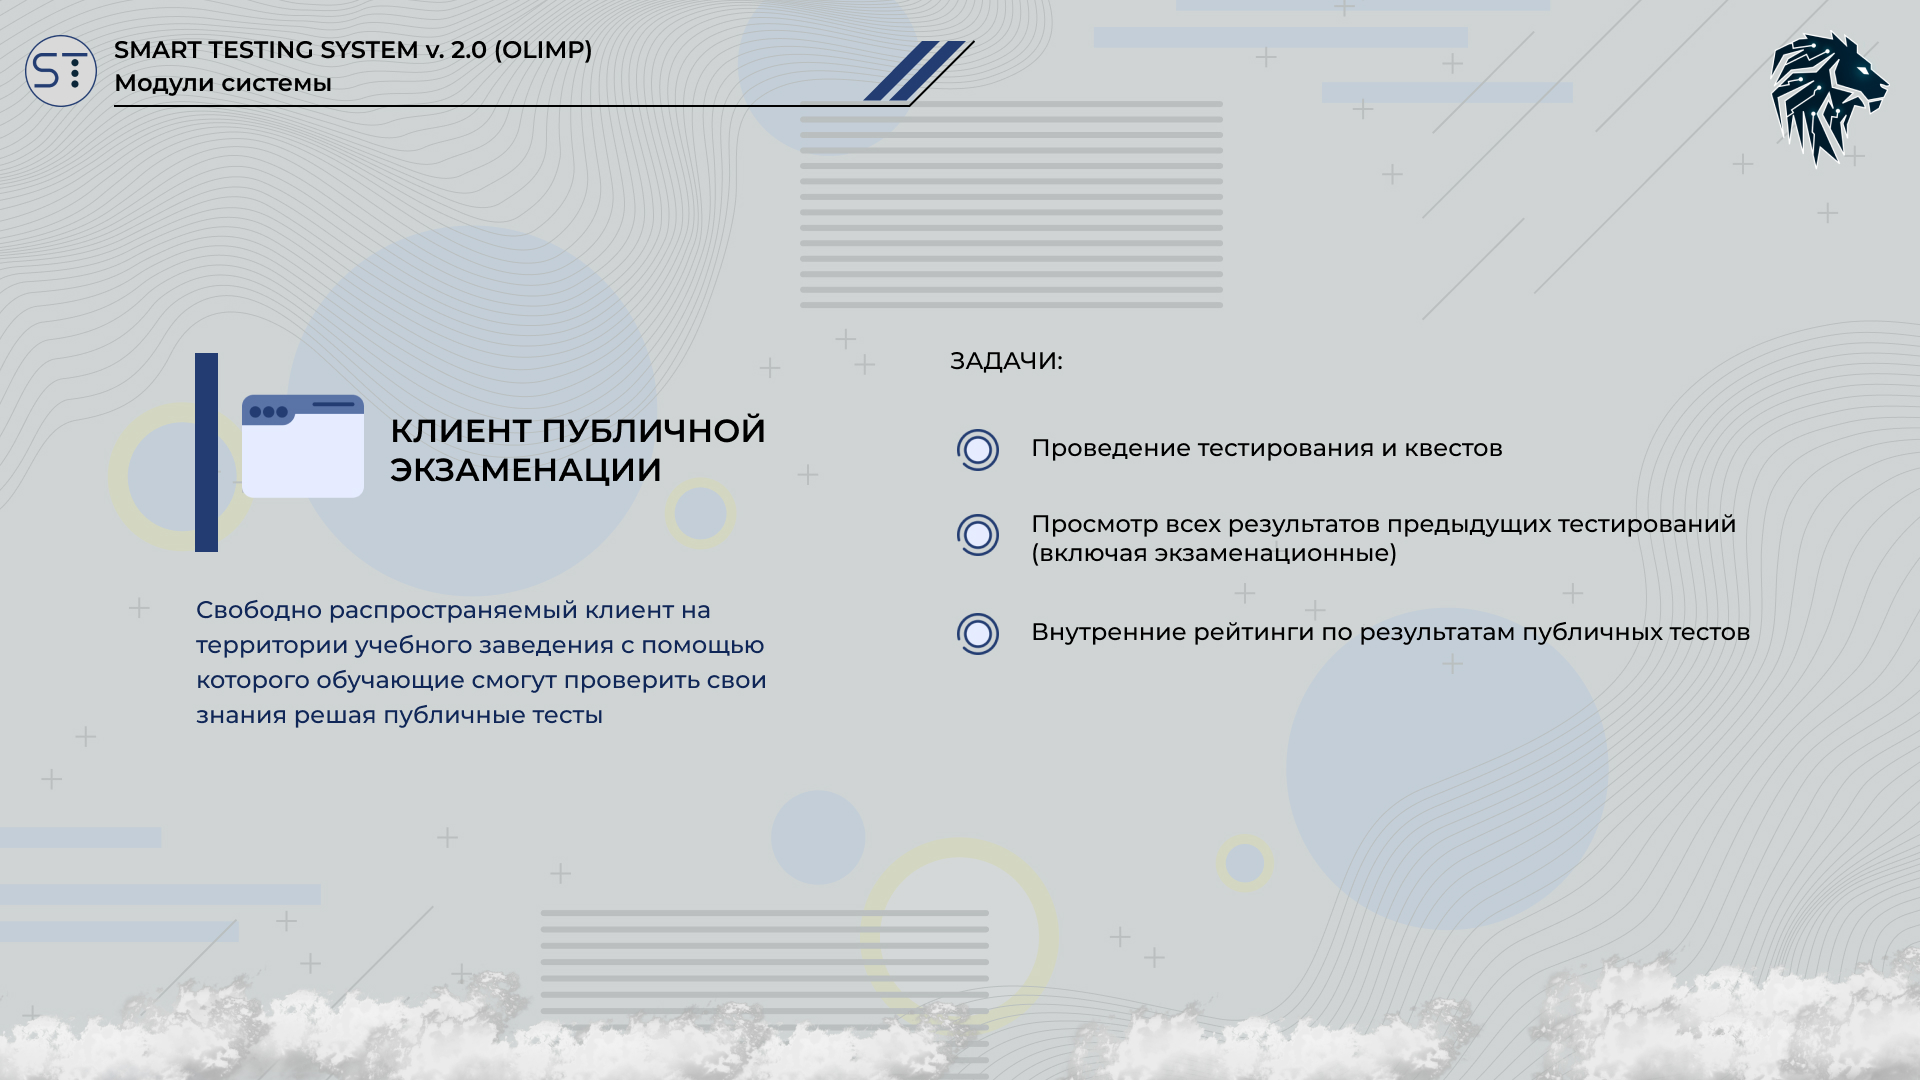 ST
SMART TESTING SYSTEM v. 2.0 (OLIMP)
Модули системы
КЛИЕНТ ПУБЛИЧНОЙ
ЭКЗАМЕНАЦИИ
Свободно распространяемый клиент на
территории учебного заведения с помощью
которого обучающие смогут проверить свои
знания решая публичные тесты
ЗАДАЧИ:
Проведение тестирования и квестов
Просмотр всех результатов предыдущих тестирований
(включая экзаменационные)
Внутренние рейтинги по результатам публичных тестов